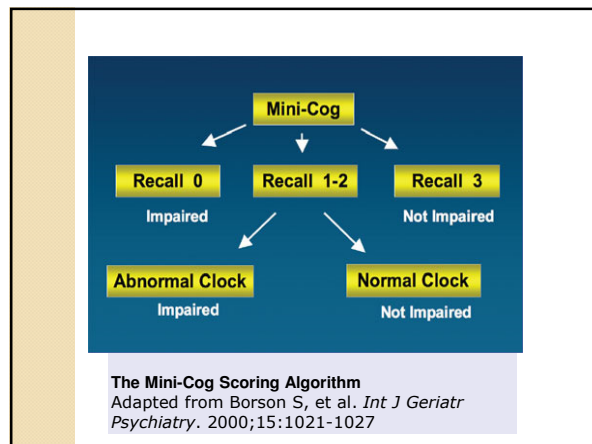 Mini-Cog
Recall 0
Recall 1-2
Recall 3
Impaired
Not Impaired
Abnormal Clock
Normal Clock
Impaired
Not Impaired
The Mini-Cog Scoring Algorithm
Adapted from Borson S, et al. Int J Geriatr
Psychiatry. 2000;15:1021-1027